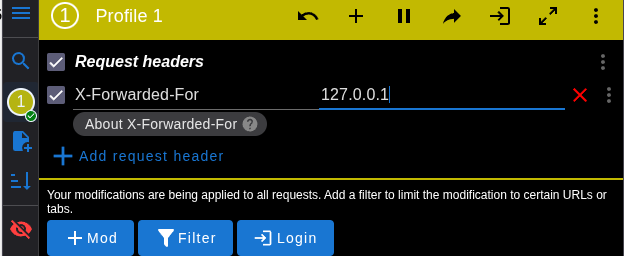 1 Profile 1
Request headers
X-Forwarded-For 127.0.0.1
About X-Forwarded-For ?
1
+ Add request header
Your modifications are being applied to all requests. Add a filter to limit the modification to certain URLs or
tabs.
+ Mod Filter Login